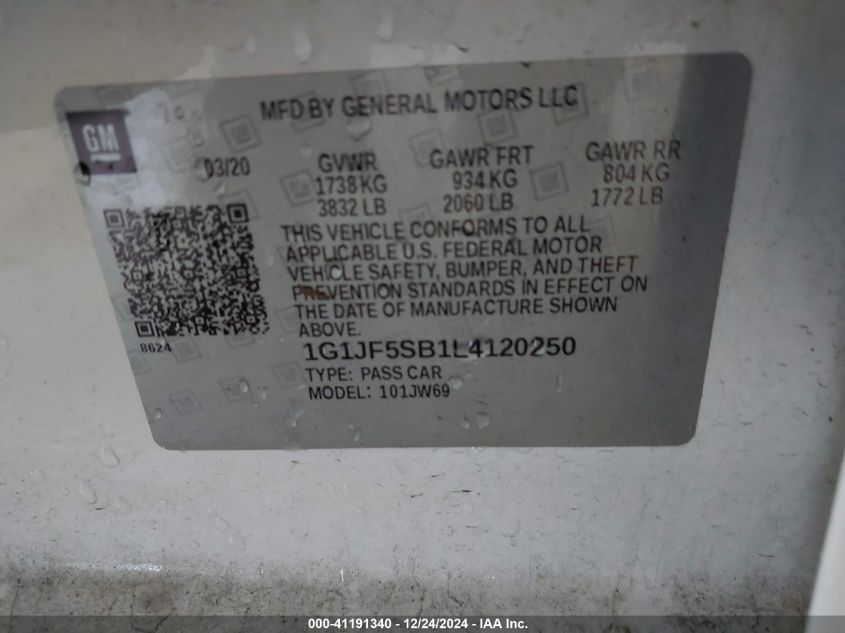 MFD BY GENERAL MOTORS LLC
GM
03/20 GVWR GAWR FRT GAWR RR
1738 KG 934 KG 804 KG
3832 LB 2060 LB 1772 LB
THIS VEHICLE CONFORMS TO ALL
APPLICABLE U.S. FEDERAL MOTOR
VEHICLE SAFETY, BUMPER, AND THEFT
PREVENTION STANDARDS IN EFFECT ON
THE DATE OF MANUFACTURE SHOWN
ABOVE.
8624
1G1JF5SB1L4120250
TYPE: PASS CAR
MODEL: 101JW69
000-41191340 - 12/24/2024 - IAA Inc.